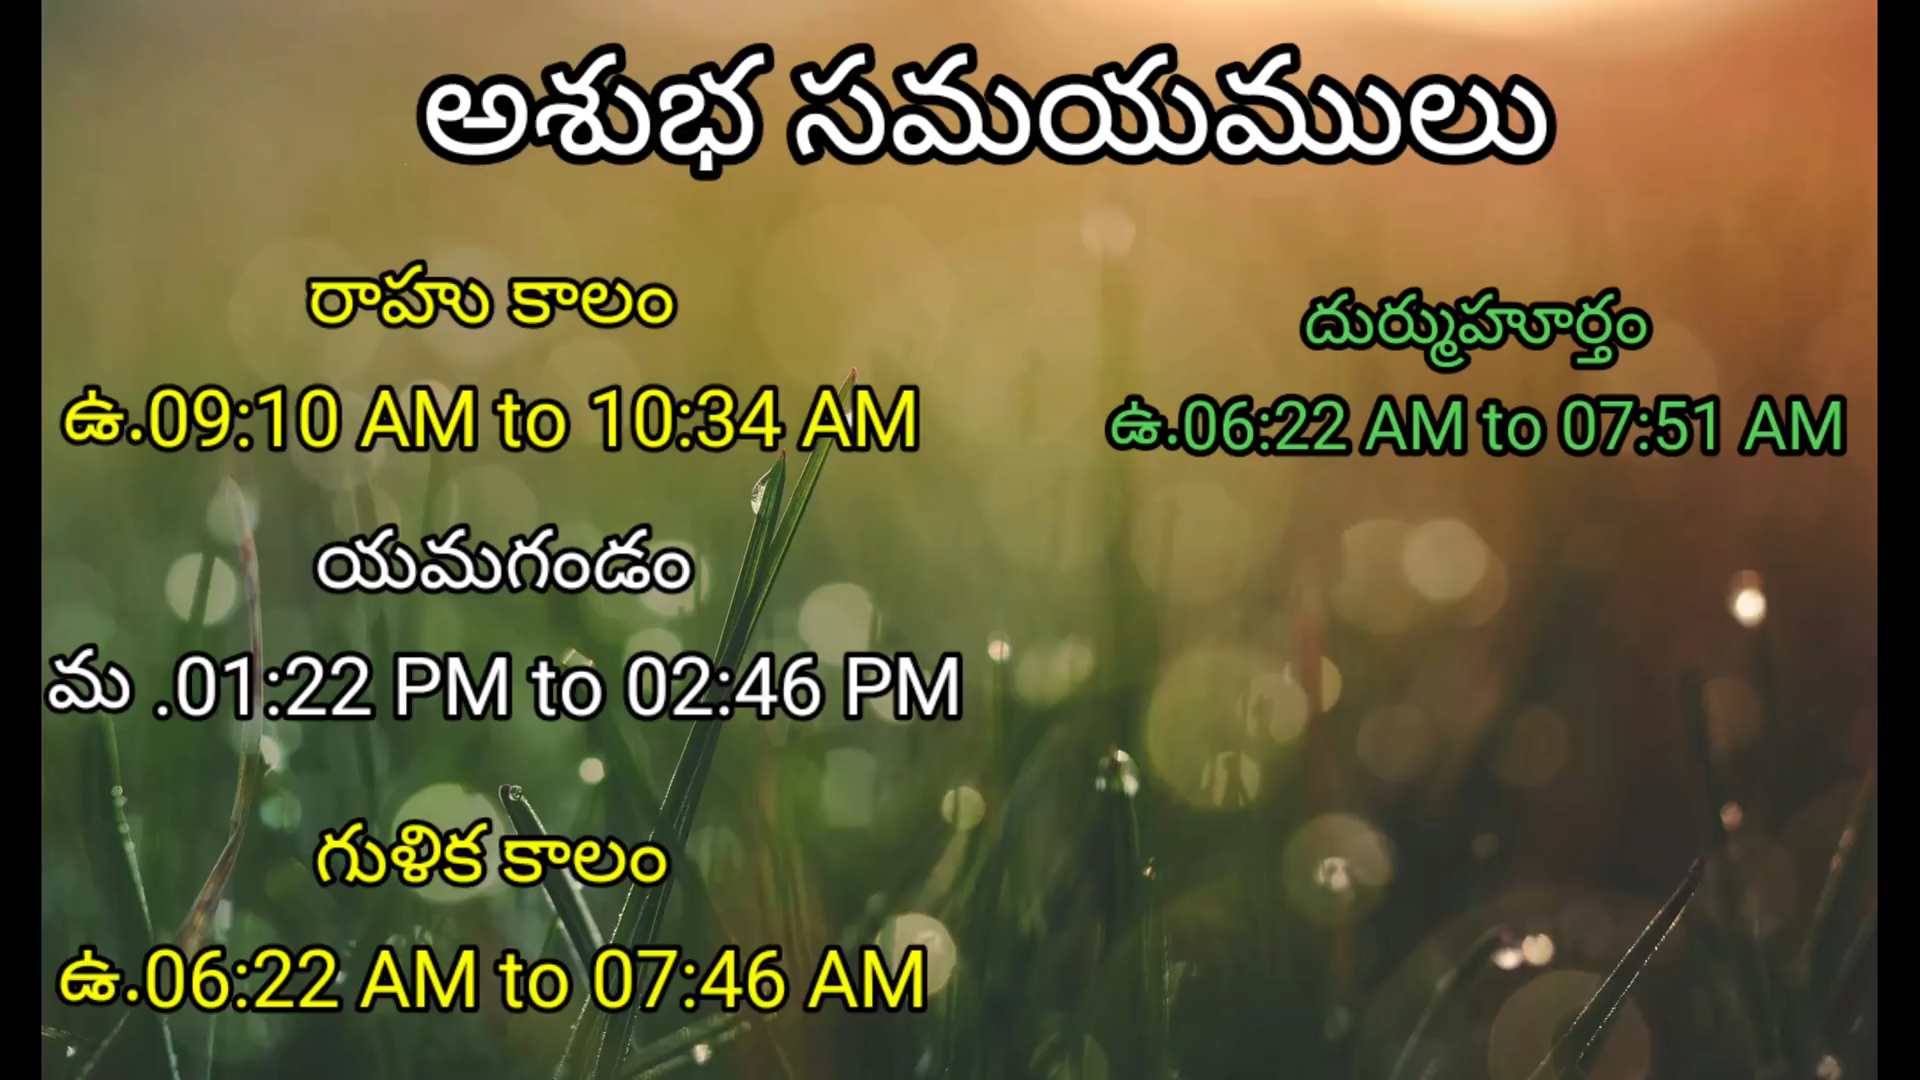 అశుభ సమయములు
రాహు కాలం
ఉ.09:10 AM to 10:34 AM
యమగండం
మ .01:22 PM to 02:46 PM
గుళిక కాలం
ఉ.06:22 AM to 07:46 AM
దుర్ముహూర్తం
ఉ.06:22 AM to 07:51 AM